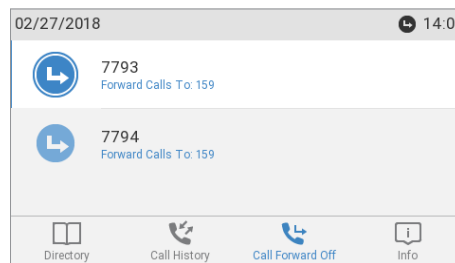 02/27/2018 14:0
7793
Forward Calls To: 159
7794
Forward Calls To: 159
Directory Call History Call Forward Off Info